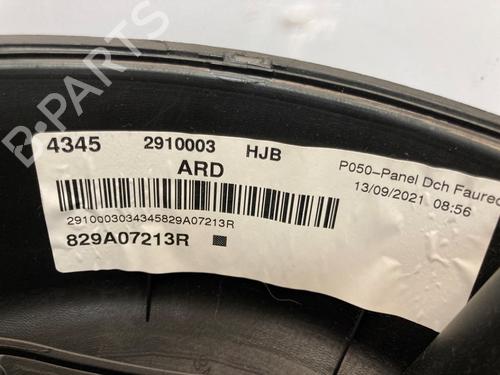 4345 2910003 HJB
ARD
2910003034345829A07213R
829A07213R
P050-Panel Dch Faurec
13/09/2021 08:56
B-PARTS